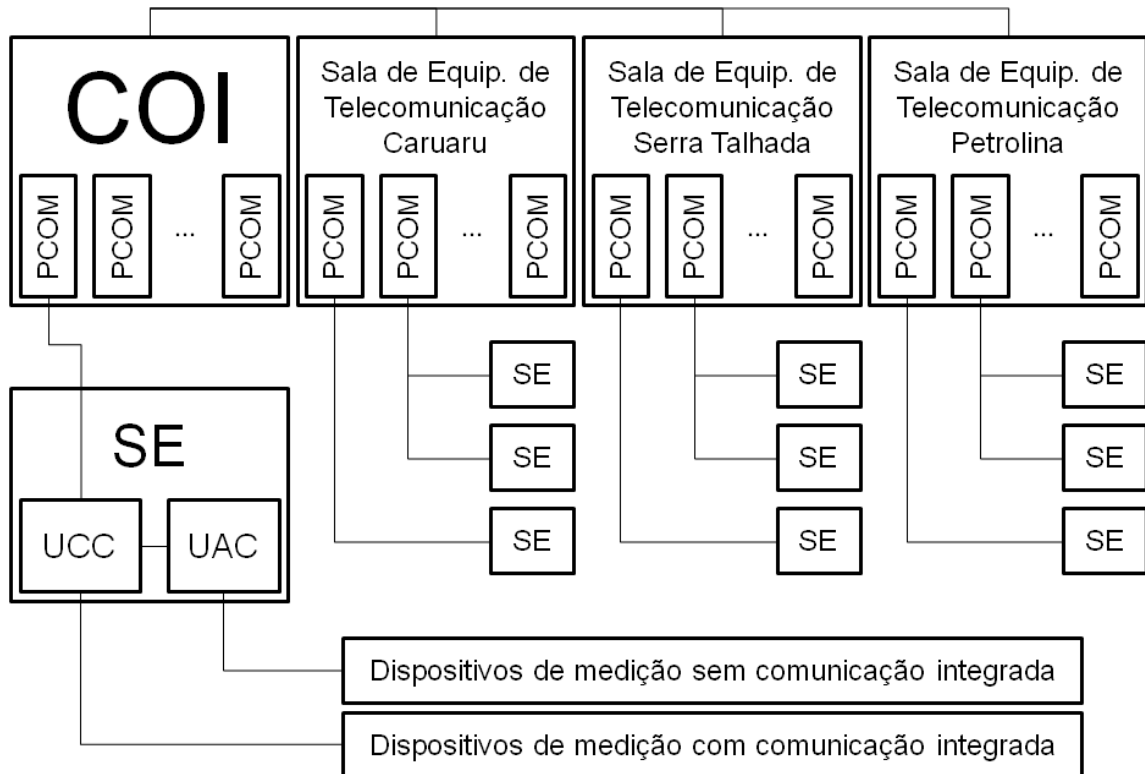 COI
PCOM
PCOM
...
PCOM
Sala de Equip. de
Telecomunicação
Caruaru
PCOM
PCOM
...
PCOM
Sala de Equip. de
Telecomunicação
Serra Talhada
PCOM
PCOM
...
PCOM
Sala de Equip. de
Telecomunicação
Petrolina
PCOM
PCOM
...
PCOM
SE
SE
SE
SE
SE
SE
SE
SE
SE
SE
UCC
UAC
Dispositivos de medição sem comunicação integrada
Dispositivos de medição com comunicação integrada